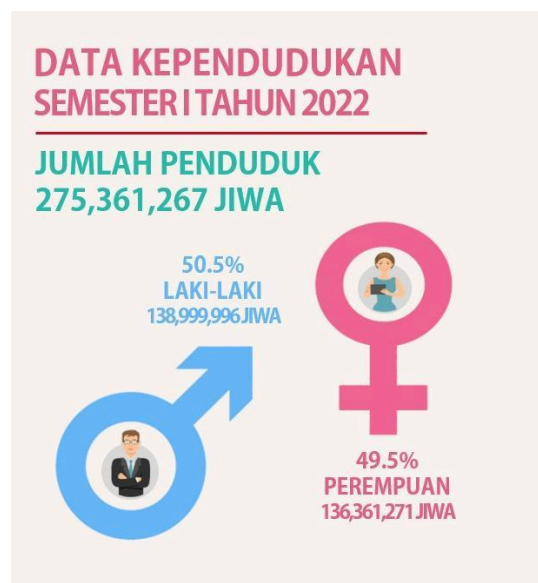 DATA KEPENDUDUKAN
SEMESTER I TAHUN 2022
JUMLAH PENDUDUK
275,361,267 JIWA
50.5%
LAKI-LAKI
138,999,996 JIWA
49.5%
PEREMPUAN
136,361,271 JIWA